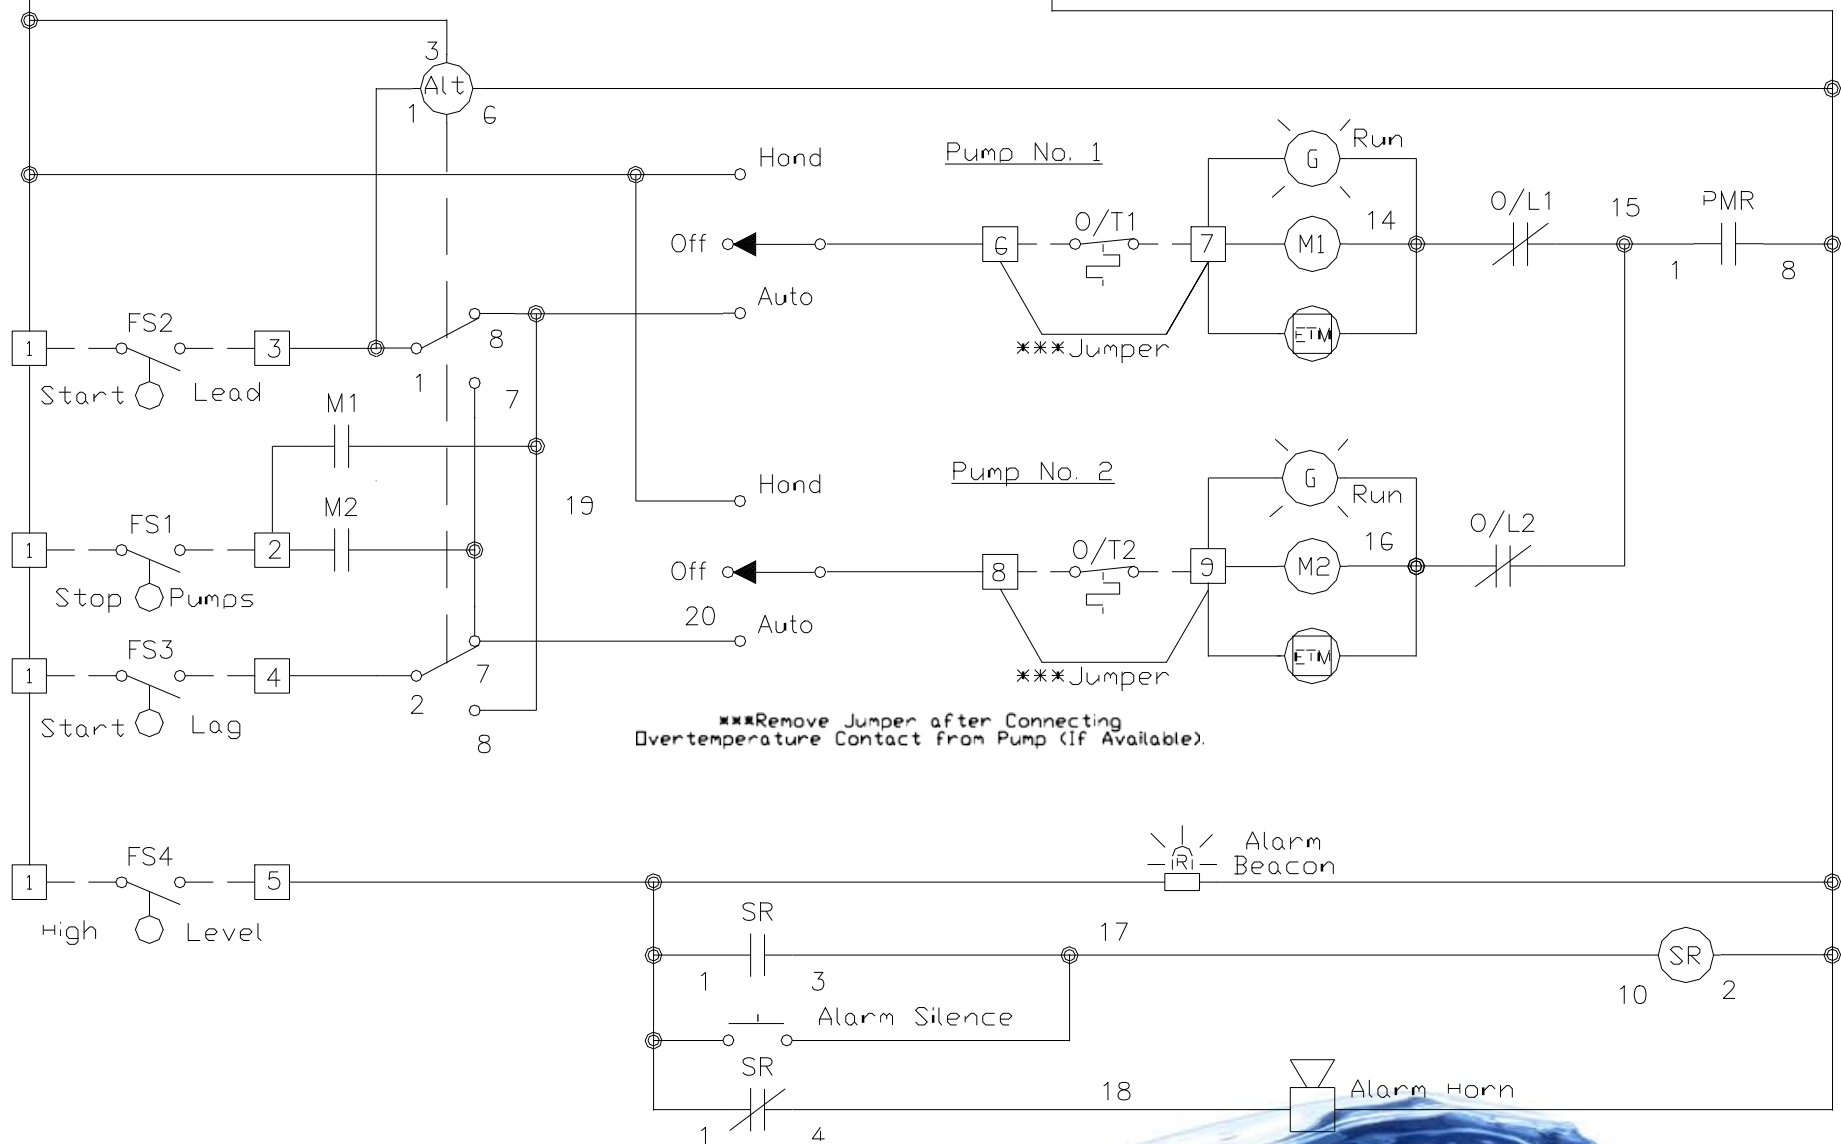 3
Alt
1
6
Hond
Pump No. 1
Run
G
O/L1
15
PMR
O/T1
14
Off
6
7
M1
1
8
Auto
FS2
8
ETM
1
3
***Jumper
Start
Lead
1
7
M1
Pump No. 2
G
Hond
Run
19
M2
FS1
O/L2
16
1
2
O/T2
Off
8
9
M2
Stop
Pumps
20
Auto
FS3
ETM
1
4
7
***Jumper
2
Start
Lag
***Remove Jumper after Connecting
8
Overtemperature Contact from Pump (If Available).
Alarm
FS4
R
Beacon
1
5
SR
High
Level
17
SR
1
3
10
2
Alarm Silence
SR
18
Alarm Horn
1
4